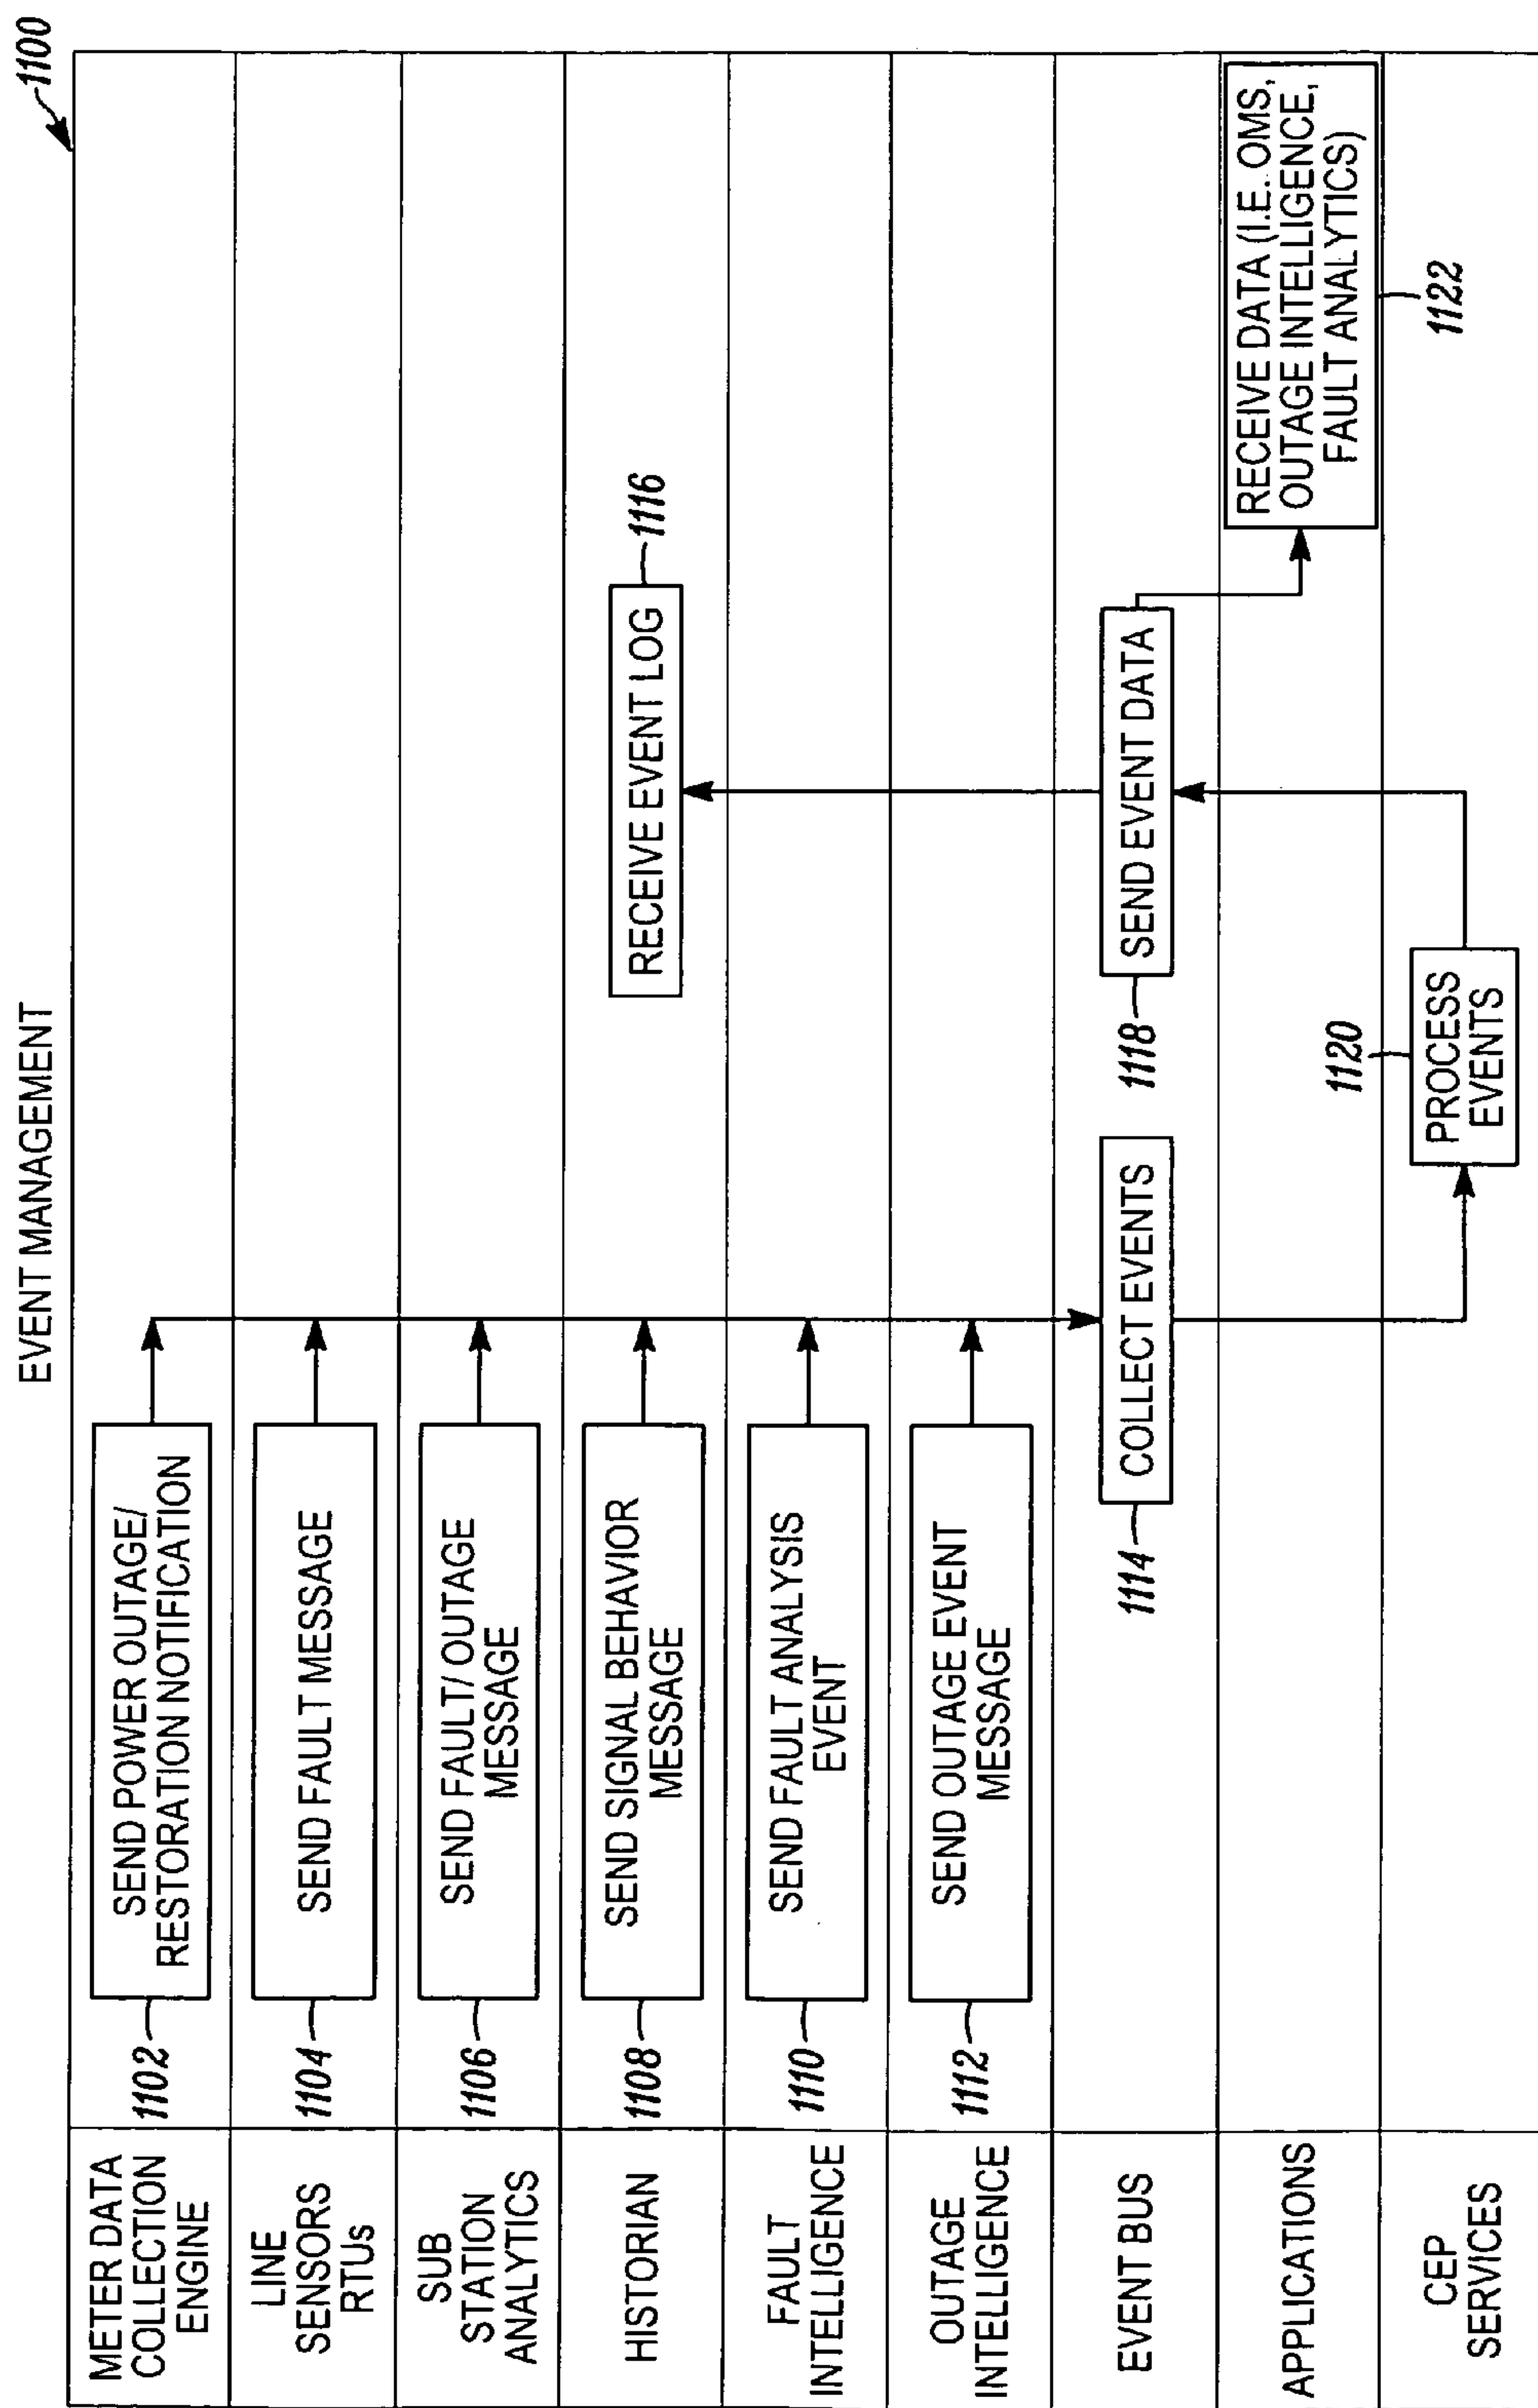 EVENT MANAGEMENT
1100
METER DATA
COLLECTION
ENGINE
1102
SEND POWER OUTAGE/
RESTORATION NOTIFICATION
LINE
SENSORS
RTUs
1104
SEND FAULT MESSAGE
SUB
STATION
ANALYTICS
1106
SEND FAULT/ OUTAGE
MESSAGE
HISTORIAN
1108
SEND SIGNAL BEHAVIOR
MESSAGE
RECEIVE EVENT LOG
1116
FAULT
INTELLIGENCE
1110
SEND FAULT ANALYSIS
EVENT
OUTAGE
INTELLIGENCE
1112
SEND OUTAGE EVENT
MESSAGE
EVENT BUS
1114
COLLECT EVENTS
1118
SEND EVENT DATA
APPLICATIONS
RECEIVE DATA (I.E. OMS,
OUTAGE INTELLIGENCE,
FAULT ANALYTICS)
1122
CEP
SERVICES
1120
PROCESS
EVENTS